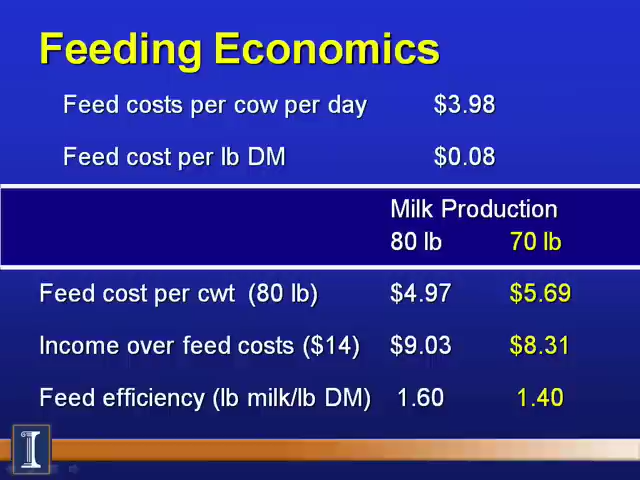 Feeding Economics
Feed costs per cow per day $3.98
Feed cost per lb DM $0.08
Milk Production
80 lb 70 lb
Feed cost per cwt (80 lb) $4.97 $5.69
Income over feed costs ($14) $9.03 $8.31
Feed efficiency (lb milk/lb DM) 1.60 1.40
I